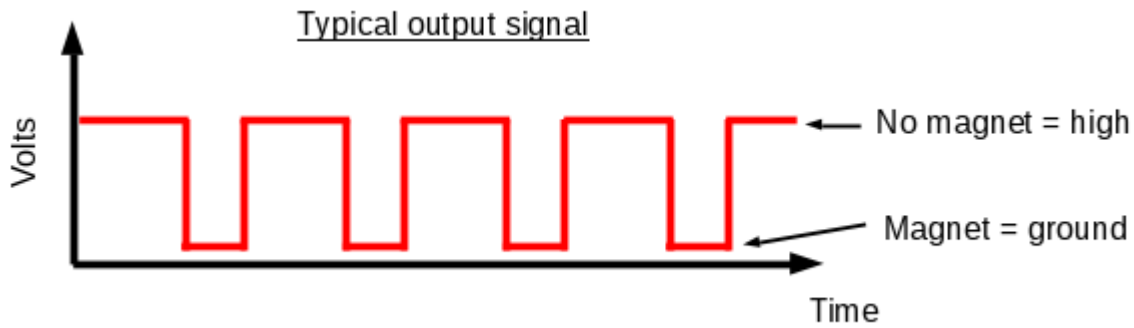 Typical output signal
Volts
No magnet = high
Magnet = ground
Time